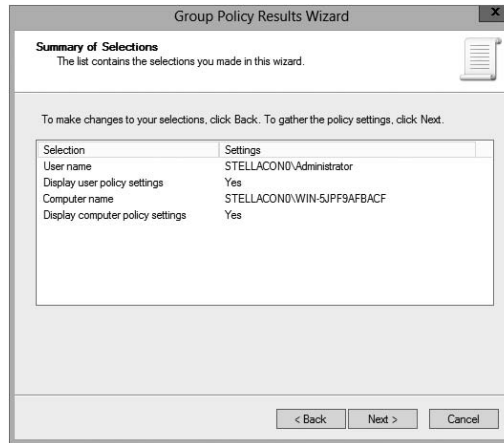 Group Policy Results Wizard
x
Summary of Selections
The list contains the selections you made in this wizard.
To make changes to your selections, click Back. To gather the policy settings, click Next.
Selection Settings
User name STELLACON0\Administrator
Display user policy settings Yes
Computer name STELLACON0\WIN-5JPF9AFBACF
Display computer policy settings Yes
< Back Next > Cancel